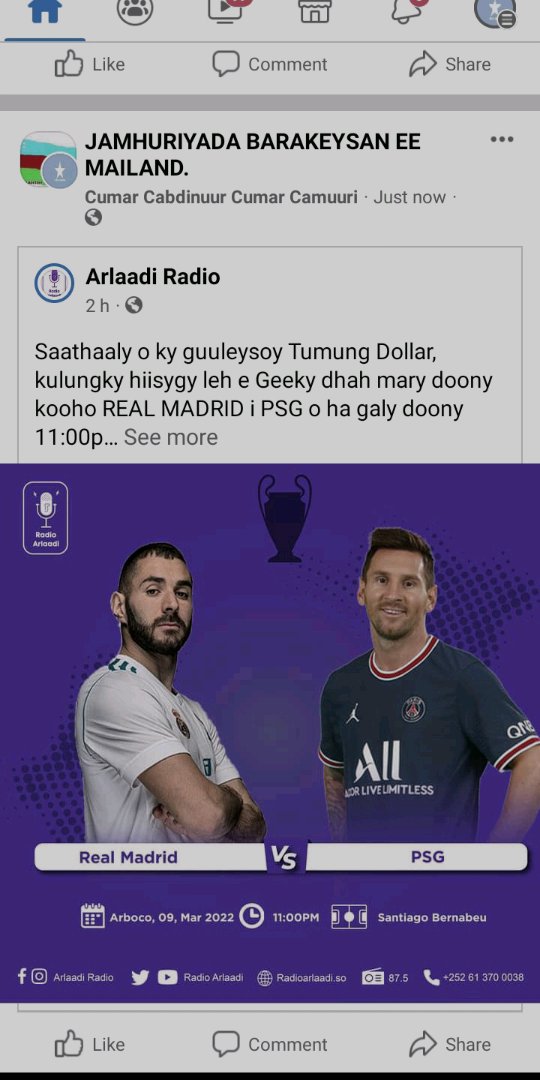 Like
Comment
Share
JAMHURIYADA BARAKEYSAN EE
MAILAND.
Cumar Cabdinuur Cumar Camuuri · Just now ·
Arlaadi Radio
2 h ·
Saathaaly o ky guuleysoy Tumung Dollar,
kulungky hiisygy leh e Geeky dhah mary doony
kooho REAL MADRID i PSG o ha galy doony
11:00p... See more
Radio
Arlaadi
ALL
OR LIVE LIMITLESS
QNB
Real Madrid
VS
PSG
Arboco, 09, Mar 2022
11:00PM
Santiago Bernabeu
Arlaadi Radio
Radio Arlaadi
Radioarlaadi.so
87.5
+252 61 370 0038
Like
Comment
Share